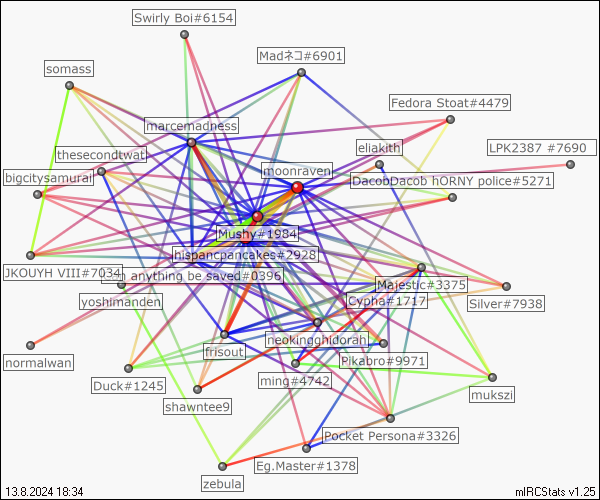 Swirly Boi#6154
Madネコ#6901
somass
Fedora Stoat#4479
marcemadness
eliakith
LPK2387 #7690
thesecondtwat
moonraven
bigcitysamurai
DacobDacob hORNY police#5271
Mushy#1984
hispancpancakes#2928
JKOUYH VIII#7034
n anything be saved#0396
Majestic#3375
yoshimanden
Cypha#1717
Silver#7938
neokingghidorah
frisout
Pikabro#9971
normalwan
Duck#1245
ming#4742
mukszi
shawntee9
Pocket Persona#3326
Eg.Master#1378
zebula
13.8.2024 18:34
mIRCStats v1.25